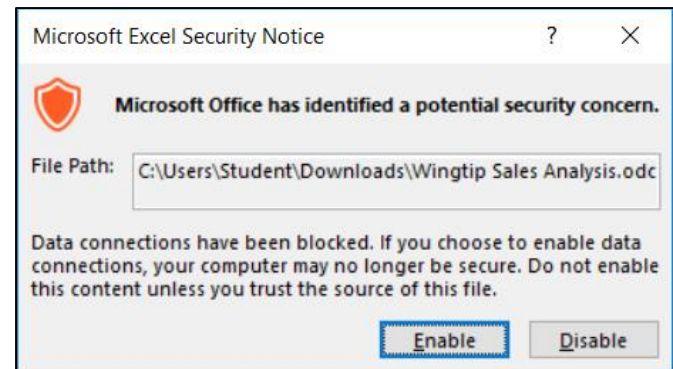 Microsoft Excel Security Notice ? ×
Microsoft Office has identified a potential security concern.
File Path: C:\Users\Student\Downloads\Wingtip Sales Analysis.odc
Data connections have been blocked. If you choose to enable data
connections, your computer may no longer be secure. Do not enable
this content unless you trust the source of this file.
Enable Disable